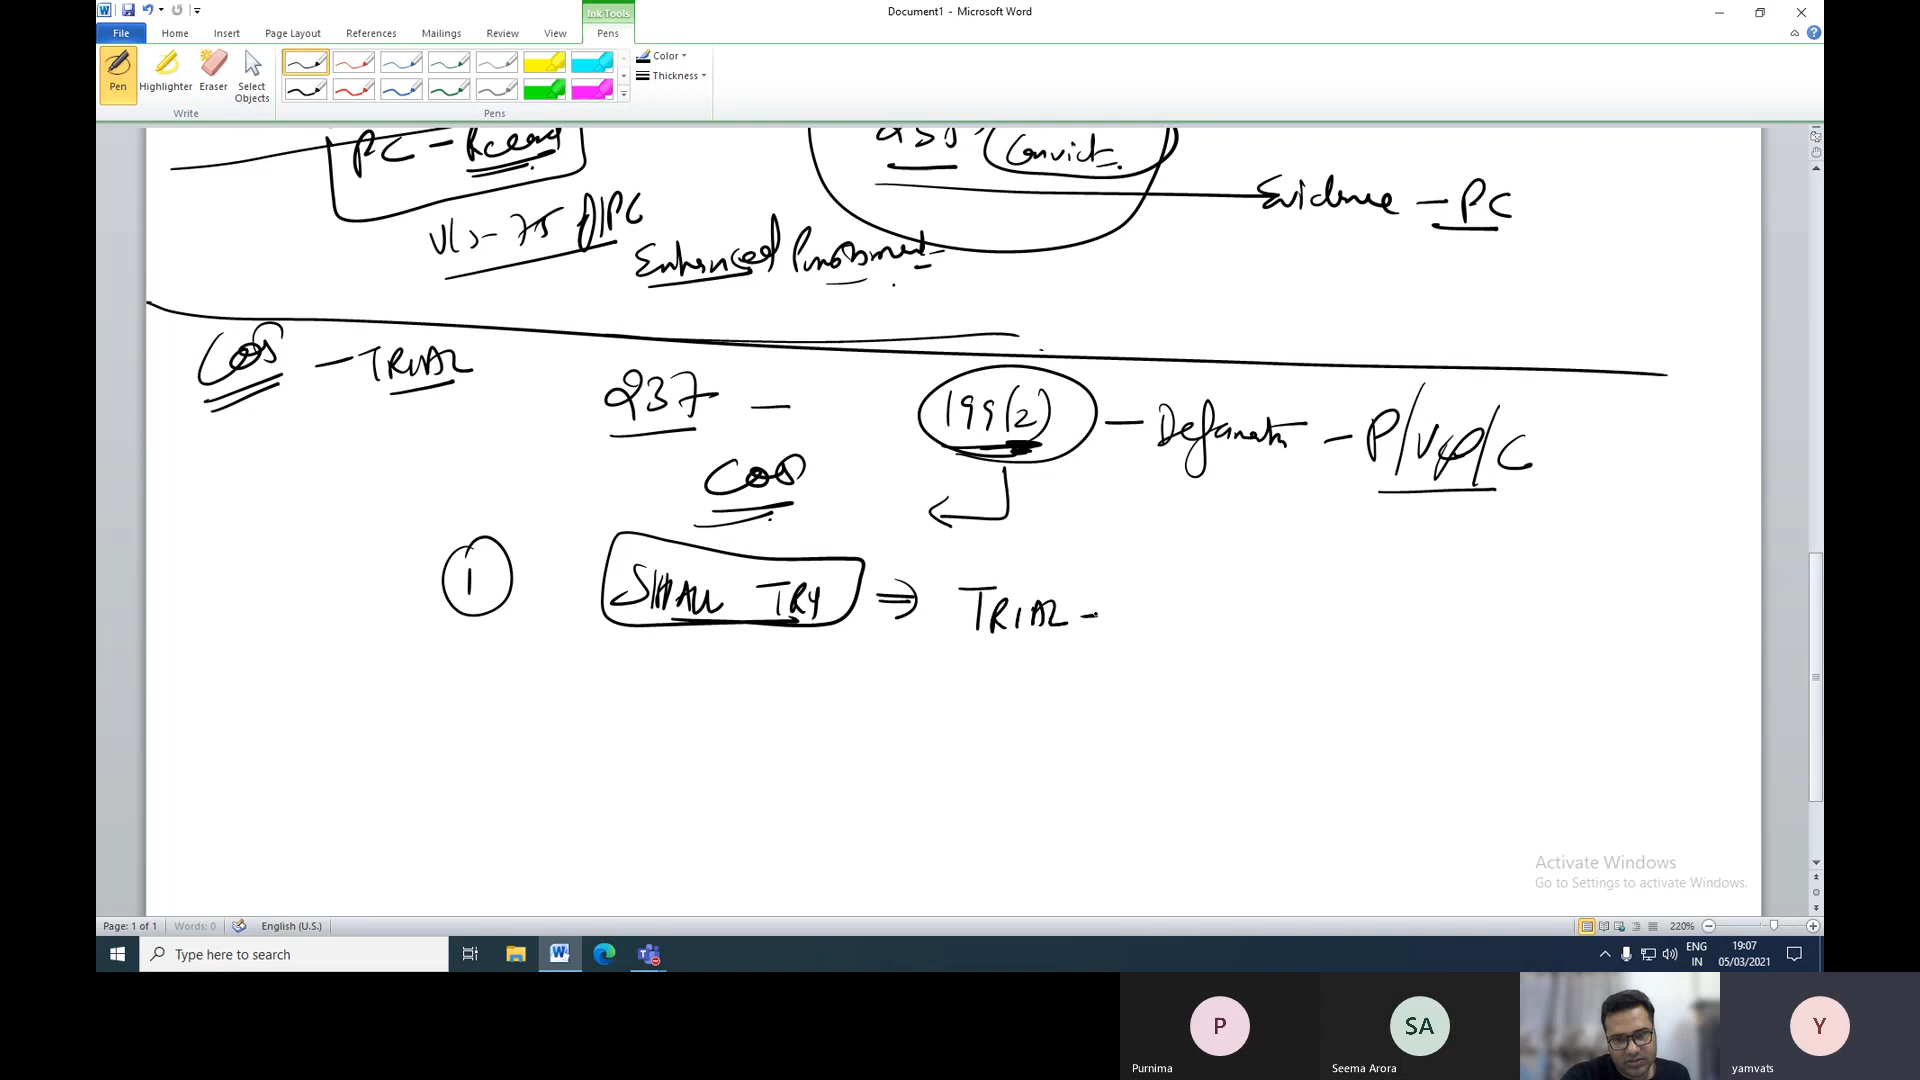 Document1 - Microsoft Word
Ink Tools
File Home Insert Page Layout References Mailings Review View Pens
Pen Highlighter Eraser Select Objects
Color
Thickness
Write Pens
PC - Record
Convict.
Evidence - PC
75 IPC
Enhanced Punishment
COS - TRIAL
237 - 199(2) - Defamatn - P/VP/C
COS
1 SHALL TRY ⇒ TRIAL -
Activate Windows
Go to Settings to activate Windows.
Page: 1 of 1 Words: 0 English (U.S.) 220%
Type here to search
ENG
IN
19:07
05/03/2021
P
SA
Y
Purnima
Seema Arora
yamvats